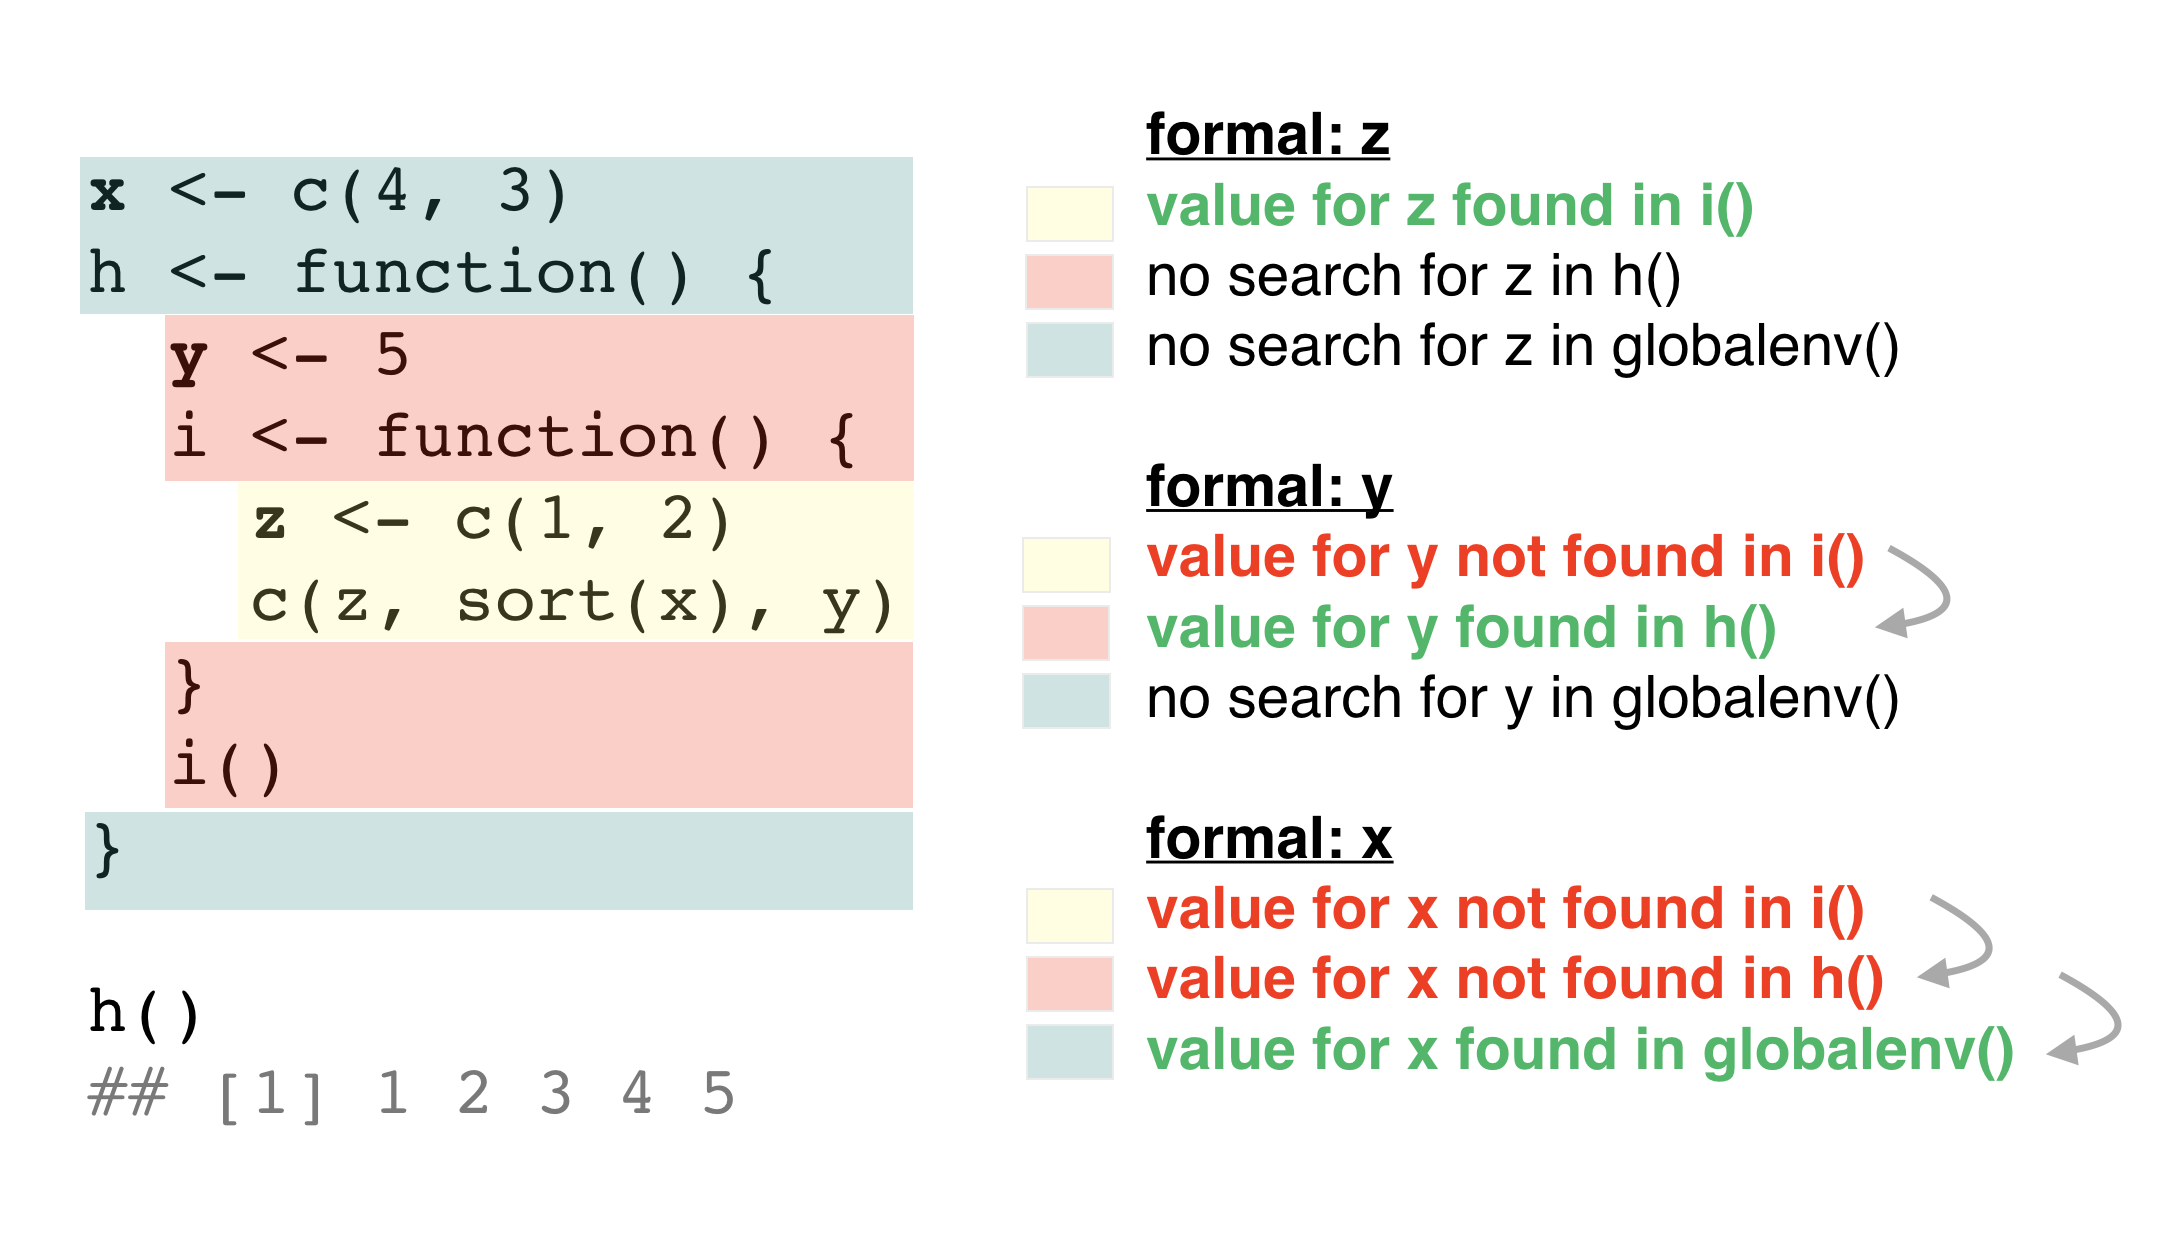 x <- c(4, 3)
h <- function() {
y <- 5
i <- function() {
z <- c(1, 2)
c(z, sort(x), y)
}
i()
}
h()
## [1] 1 2 3 4 5
formal: z
value for z found in i()
no search for z in h()
no search for z in globalenv()
formal: y
value for y not found in i()
value for y found in h()
no search for y in globalenv()
formal: x
value for x not found in i()
value for x not found in h()
value for x found in globalenv()